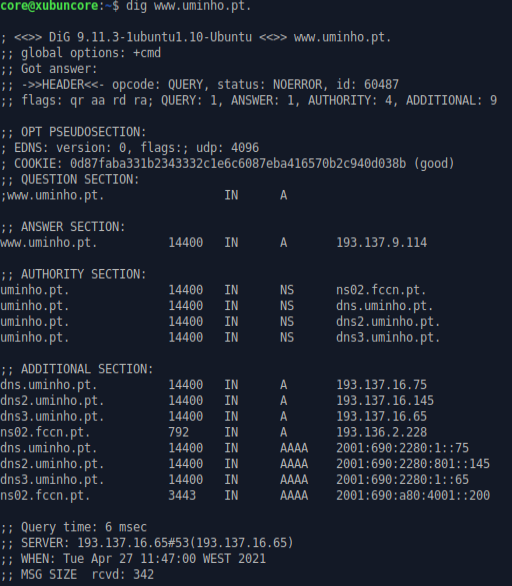 core@xubuncore:~$ dig www.uminho.pt.
; <<>> DiG 9.11.3-1ubuntu1.10-Ubuntu <<>> www.uminho.pt.
;; global options: +cmd
;; Got answer:
;; ->>HEADER<<- opcode: QUERY, status: NOERROR, id: 60487
;; flags: qr aa rd ra; QUERY: 1, ANSWER: 1, AUTHORITY: 4, ADDITIONAL: 9
;; OPT PSEUDOSECTION:
; EDNS: version: 0, flags:; udp: 4096
; COOKIE: 0d87faba331b2343332c1e6c6087eba416570b2c940d038b (good)
;; QUESTION SECTION:
;www.uminho.pt. IN A
;; ANSWER SECTION:
www.uminho.pt. 14400 IN A 193.137.9.114
;; AUTHORITY SECTION:
uminho.pt. 14400 IN NS ns02.fccn.pt.
uminho.pt. 14400 IN NS dns.uminho.pt.
uminho.pt. 14400 IN NS dns2.uminho.pt.
uminho.pt. 14400 IN NS dns3.uminho.pt.
;; ADDITIONAL SECTION:
dns.uminho.pt. 14400 IN A 193.137.16.75
dns2.uminho.pt. 14400 IN A 193.137.16.145
dns3.uminho.pt. 14400 IN A 193.137.16.65
ns02.fccn.pt. 792 IN A 193.136.2.228
dns.uminho.pt. 14400 IN AAAA 2001:690:2280:1::75
dns2.uminho.pt. 14400 IN AAAA 2001:690:2280:801::145
dns3.uminho.pt. 14400 IN AAAA 2001:690:2280:1::65
ns02.fccn.pt. 3443 IN AAAA 2001:690:a80:4001::200
;; Query time: 6 msec
;; SERVER: 193.137.16.65#53(193.137.16.65)
;; WHEN: Tue Apr 27 11:47:00 WEST 2021
;; MSG SIZE rcvd: 342